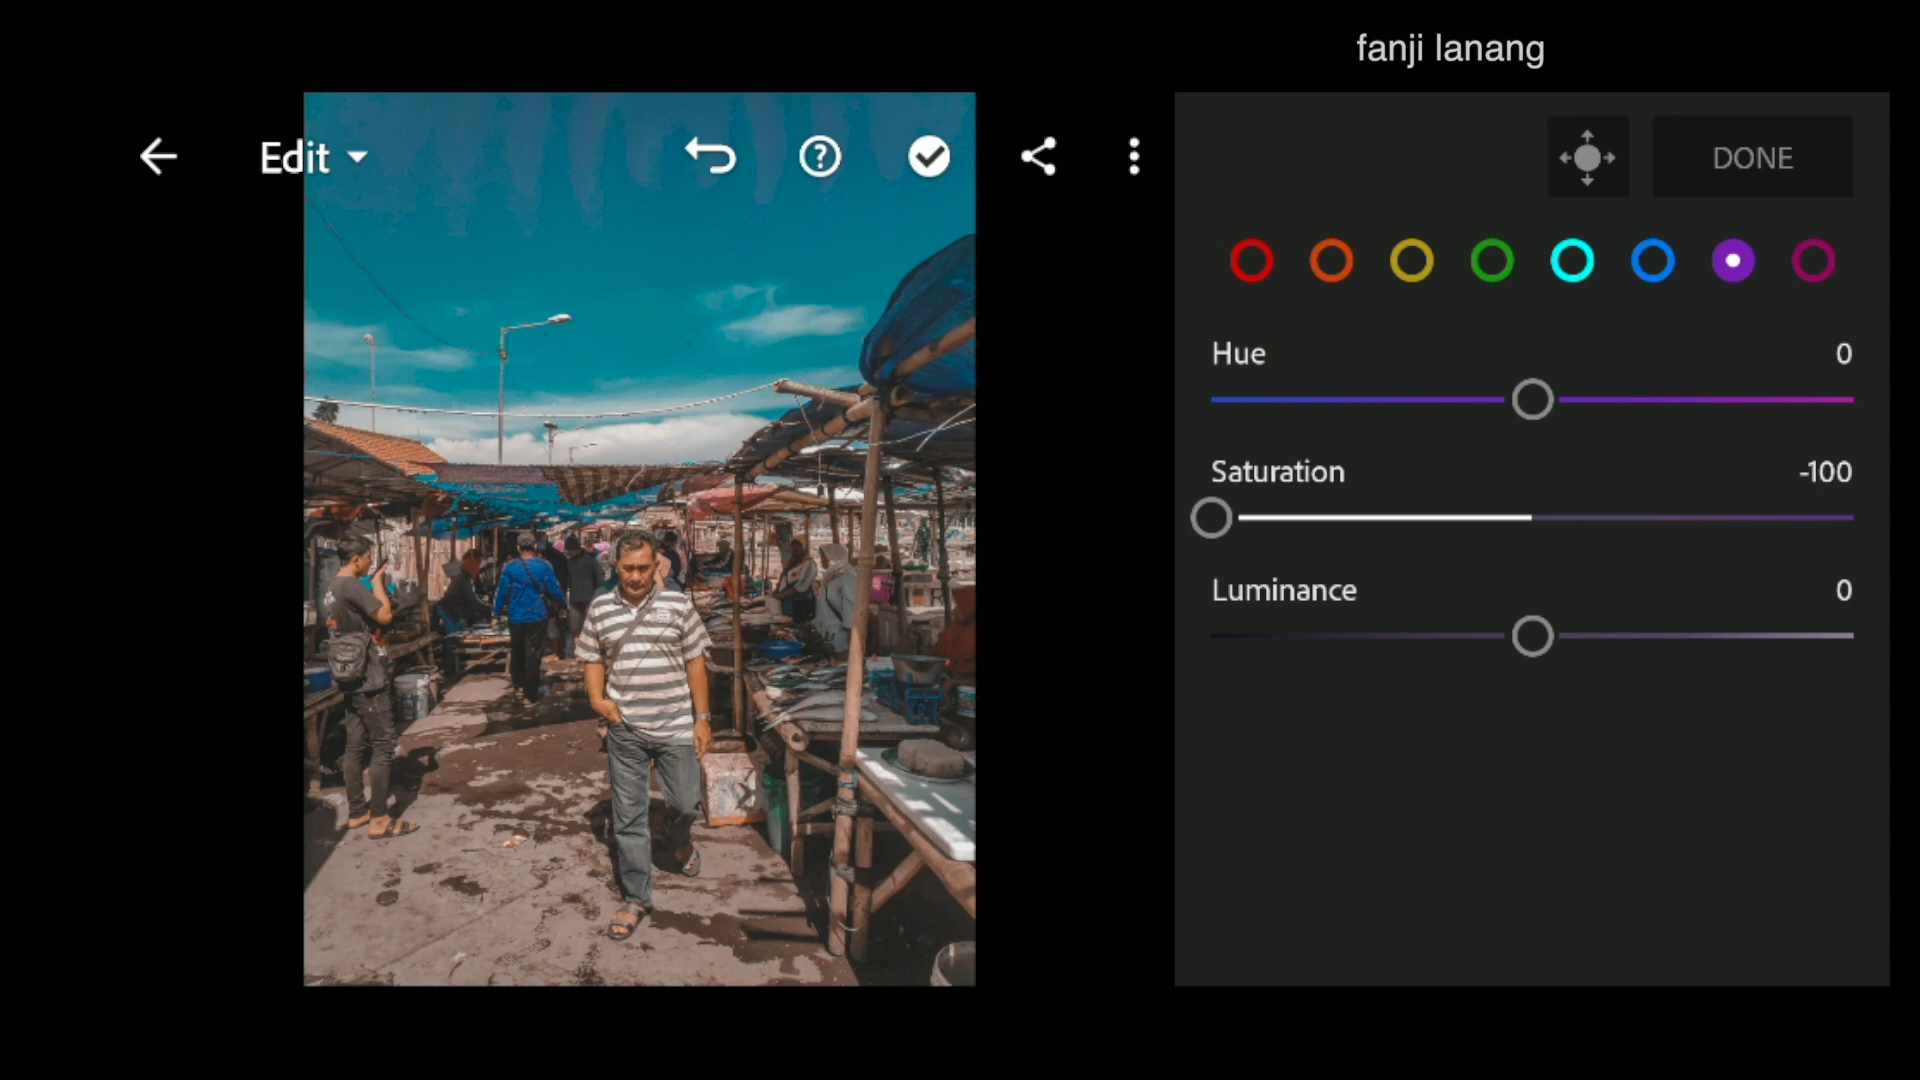 fanji lanang
Edit
DONE
Hue 0
Saturation -100
Luminance 0